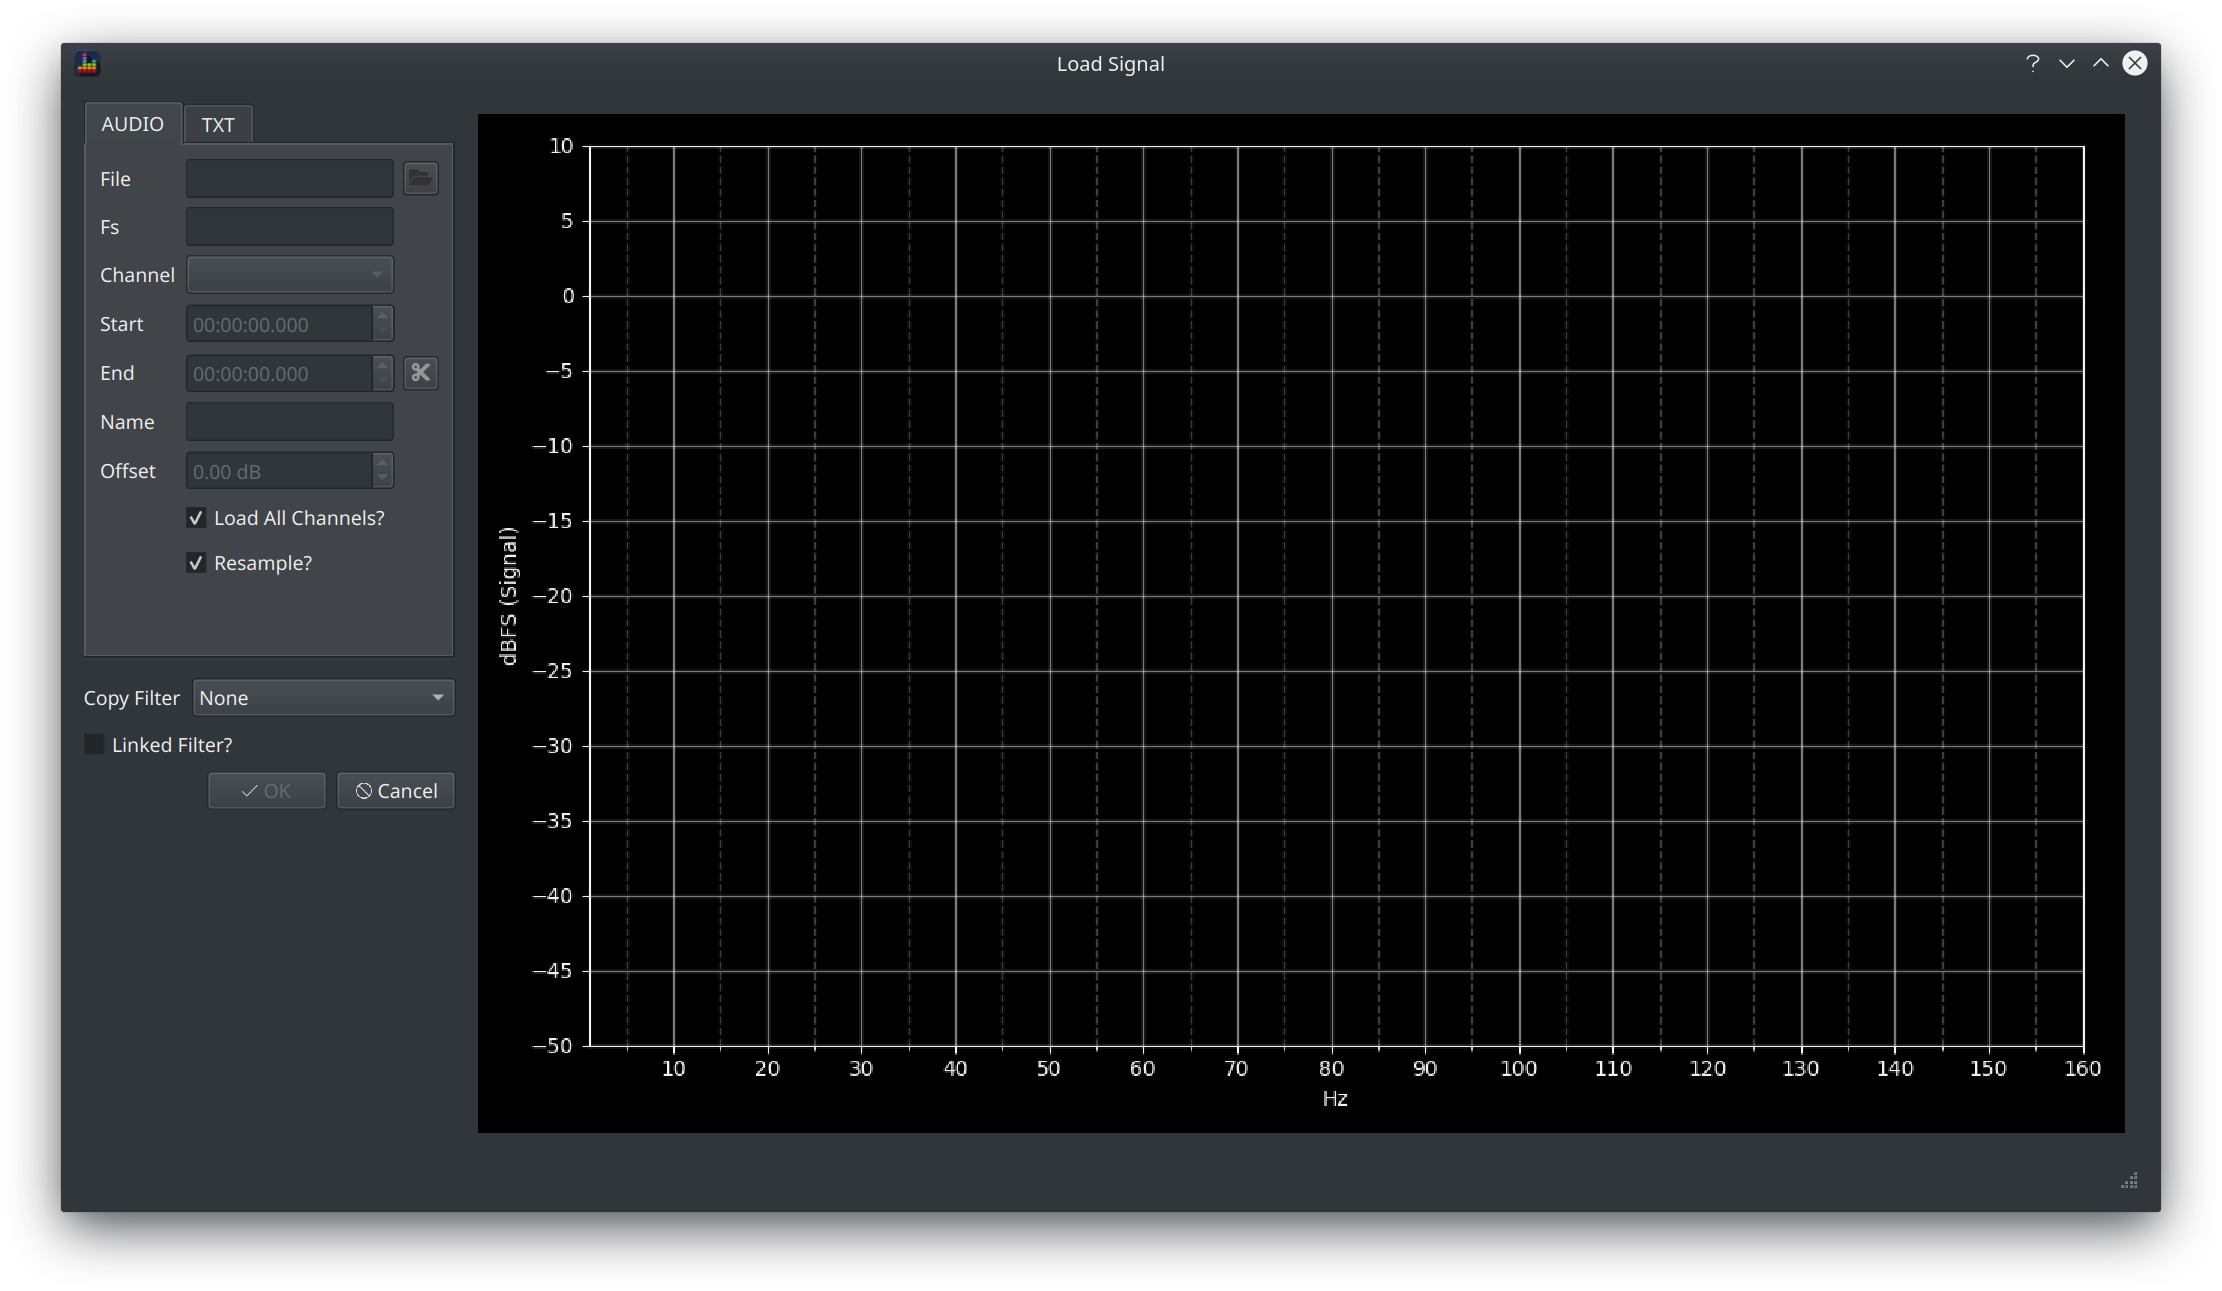 Load Signal
AUDIO
TXT
File
Fs
Channel
Start 00:00:00.000
End 00:00:00.000
Name
Offset 0.00 dB
Load All Channels?
Resample?
Copy Filter None
Linked Filter?
OK
Cancel
10
5
0
−5
−10
−15
−20
−25
−30
−35
−40
−45
−50
dBFS (Signal)
10 20 30 40 50 60 70 80 90 100 110 120 130 140 150 160
Hz